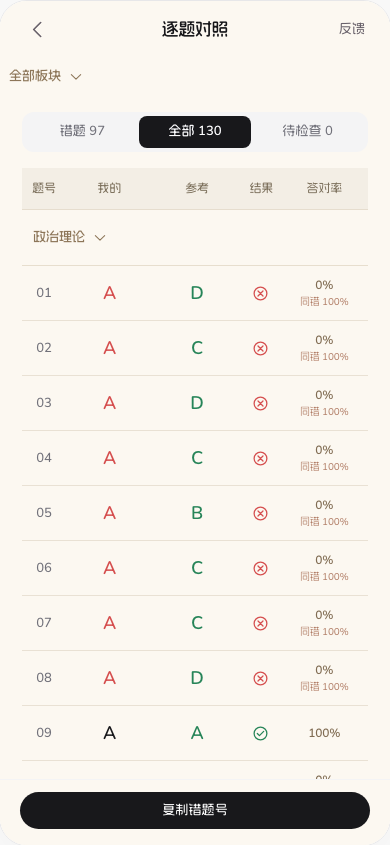 逐题对照
反馈
全部板块
错题 97
全部 130
待检查 0
题号 我的 参考 结果 答对率
政治理论
01 A D 0%
同错 100%
02 A C 0%
同错 100%
03 A D 0%
同错 100%
04 A C 0%
同错 100%
05 A B 0%
同错 100%
06 A C 0%
同错 100%
07 A C 0%
同错 100%
08 A D 0%
同错 100%
09 A A 100%
复制错题号